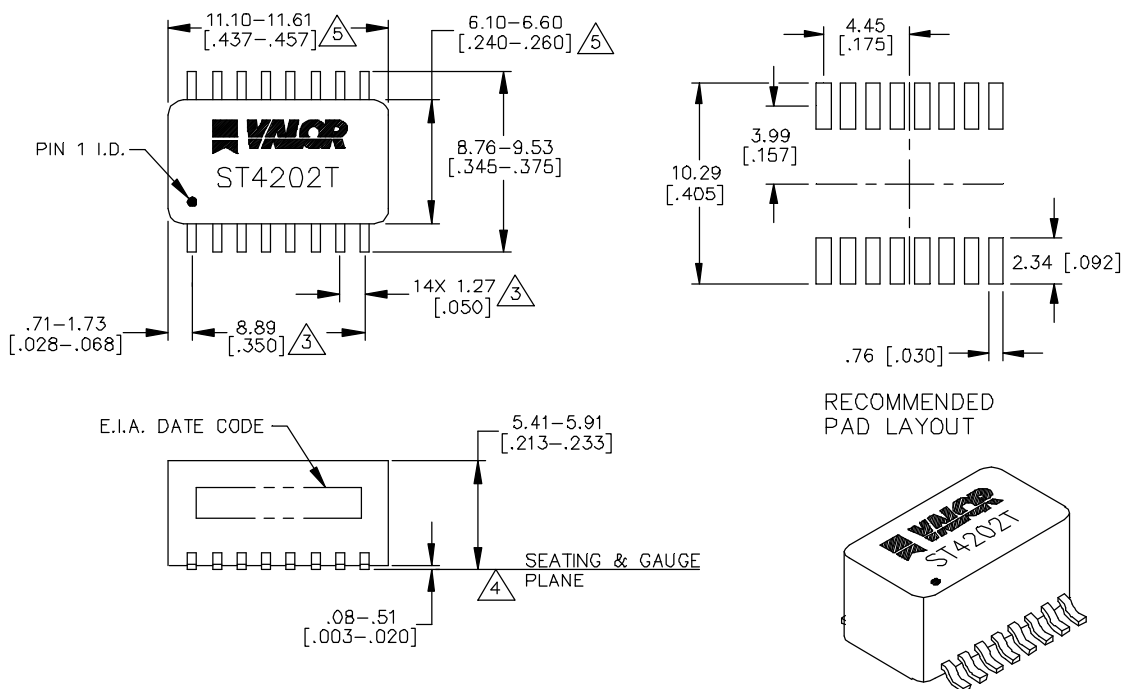 11.10–11.61
[.437–.457] 5
6.10–6.60
[.240–.260] 5
4.45
[.175]
PIN 1 I.D.
VALOR
ST4202T
8.76–9.53
[.345–.375]
3.99
[.157]
10.29
[.405]
14X 1.27
[.050] 3
2.34 [.092]
.71–1.73
[.028–.068]
8.89
[.350] 3
.76 [.030]
RECOMMENDED
PAD LAYOUT
E.I.A. DATE CODE
5.41–5.91
[.213–.233]
SEATING & GAUGE
PLANE
4
.08–.51
[.003–.020]
VALOR
ST4202T